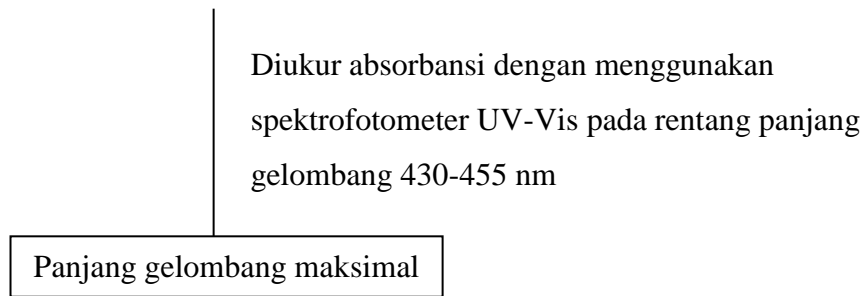 Diukur absorbansi dengan menggunakan
spektrofotometer UV-Vis pada rentang panjang
gelombang 430-455 nm
Panjang gelombang maksimal